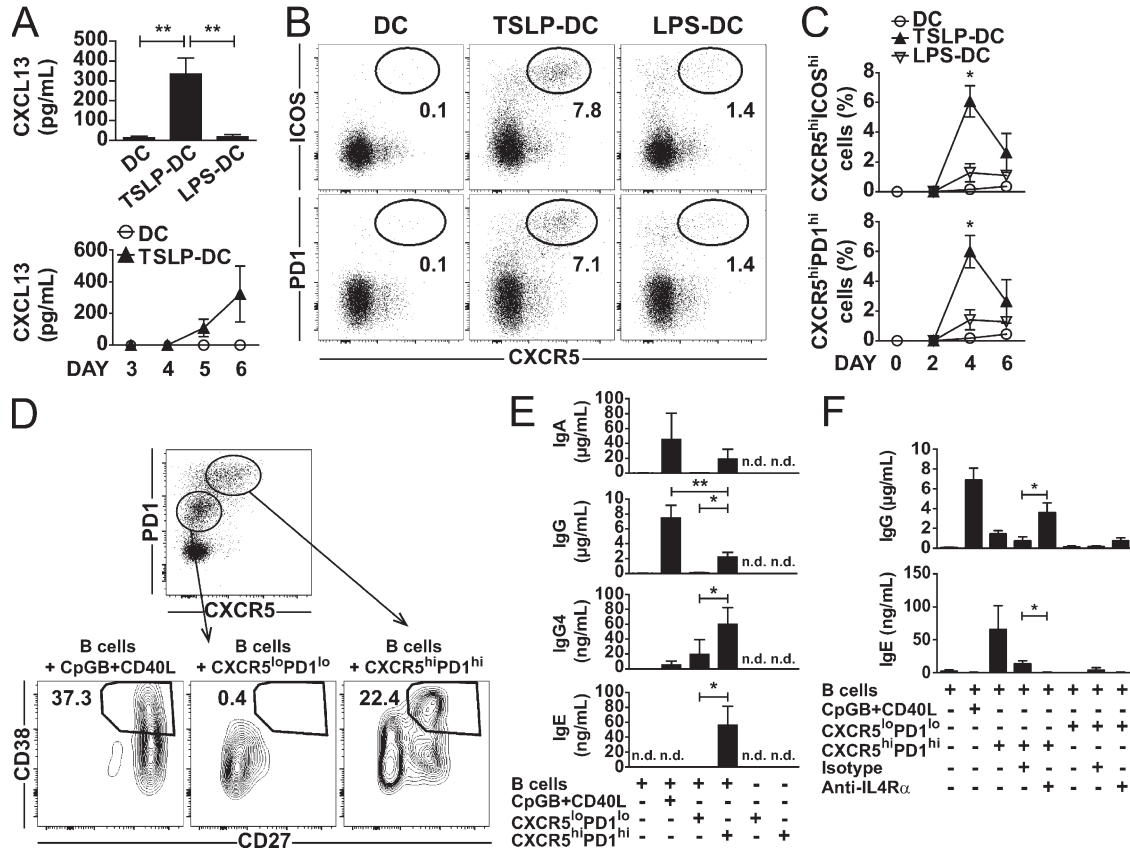 A
500
400
300
200
100
0
CXCL13
(pg/mL)
** **
DC
TSLP-DC
LPS-DC
DC
TSLP-DC
600
400
200
0
CXCL13
(pg/mL)
DAY 3 4 5 6
B
DC TSLP-DC LPS-DC
ICOS
0.1 7.8 1.4
PD1
0.1 7.1 1.4
CXCR5
C
DC
TSLP-DC
LPS-DC
8
6
4
2
0
CXCR5hiICOShi
cells (%)
*
8
6
4
2
0
CXCR5hiPD1hi
cells (%)
*
DAY 0 2 4 6
D
PD1
CXCR5
B cells
+ CpGB+CD40L
B cells
+ CXCR5loPD1lo
B cells
+ CXCR5hiPD1hi
37.3 0.4 22.4
CD38
CD27
E
IgA
(µg/mL)
100
80
60
40
20
0
n.d. n.d.
IgG
(µg/mL)
10
8
6
4
2
0
**
*
n.d. n.d.
IgG4
(ng/mL)
100
80
60
40
20
0
*
n.d. n.d.
IgE
(ng/mL)
100
80
60
40
20
0
*
n.d. n.d. n.d. n.d.
B cells + + + + - -
CpGB+CD40L - + - - - -
CXCR5loPD1lo - - + - + -
CXCR5hiPD1hi - - - + - +
F
IgG (µg/mL)
10
5
0
*
IgE (ng/mL)
150
100
50
0
*
B cells + + + + + + + +
CpGB+CD40L - + - - - - - -
CXCR5loPD1lo - - - - - + + +
CXCR5hiPD1hi - - + + + - - -
Isotype - - - + - - + -
Anti-IL4Rα - - - - + - - +